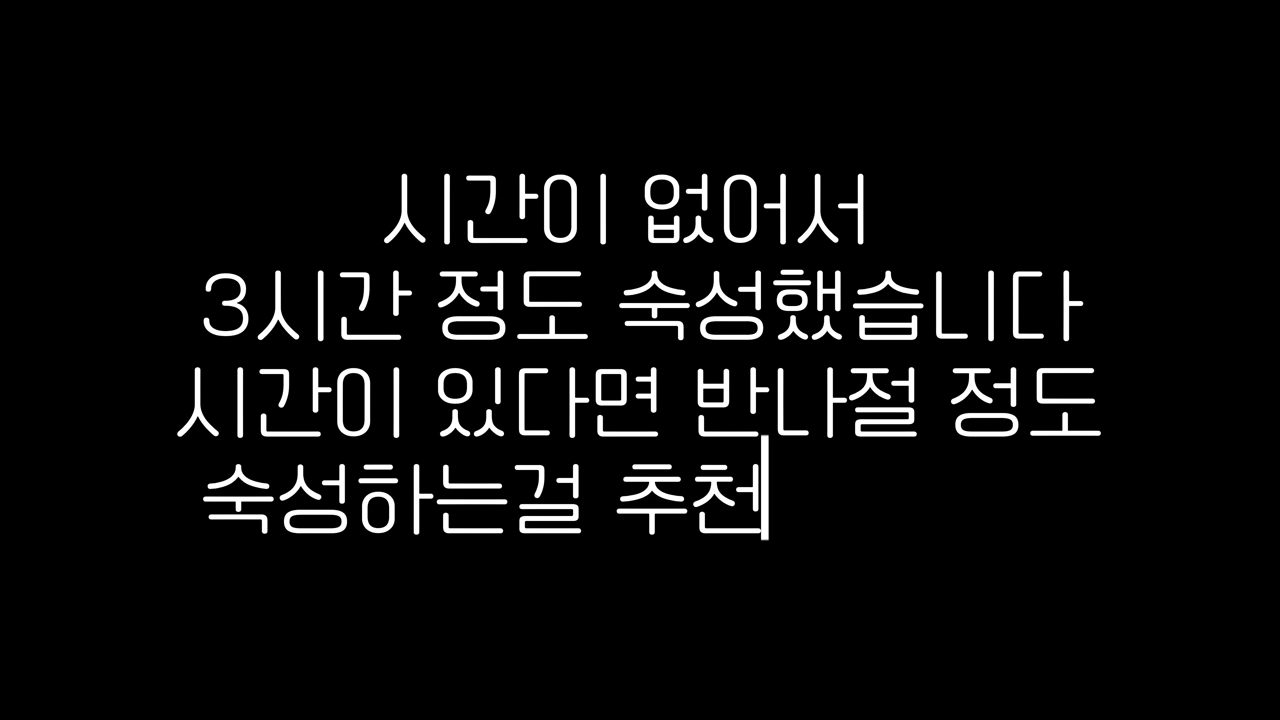 시간이 없어서
3시간 정도 숙성했습니다
시간이 있다면 반나절 정도
숙성하는걸 추천